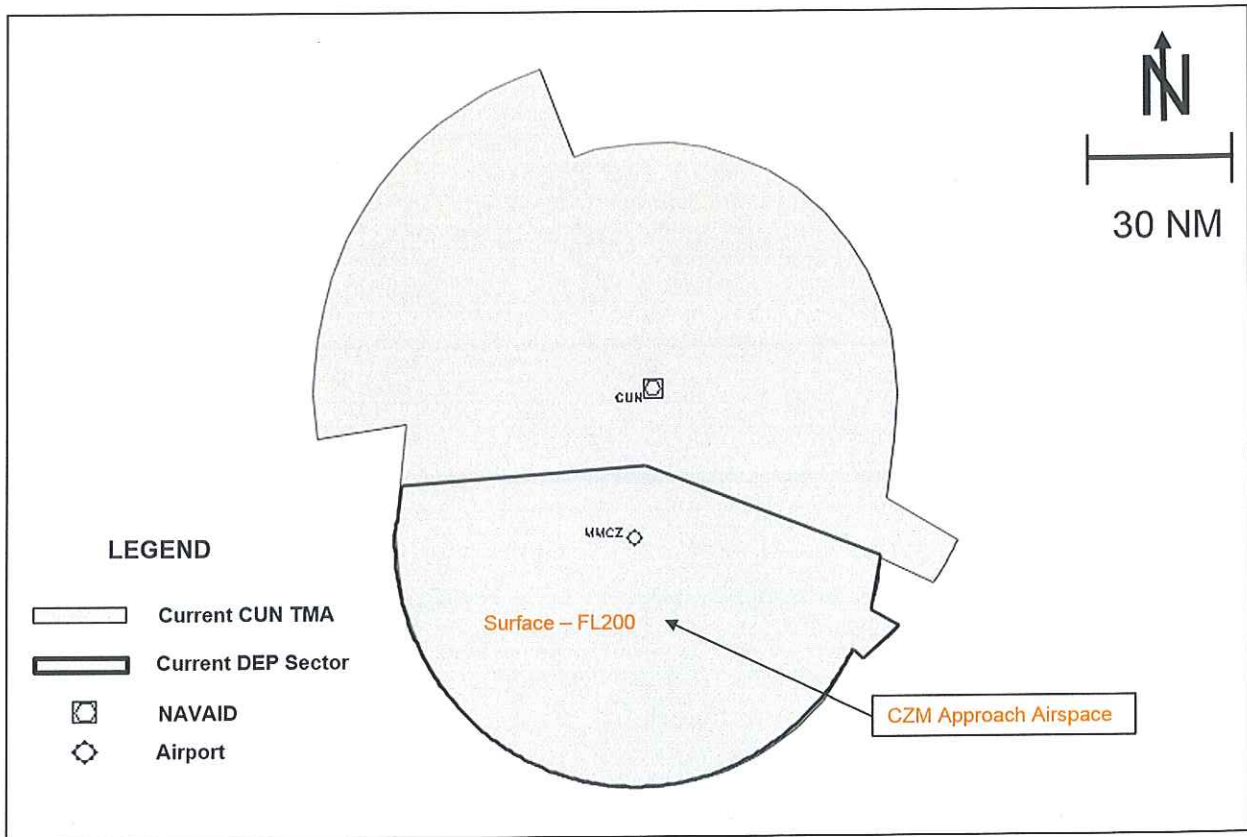 N
30 NM
CUN
MMCZ
LEGEND
Current CUN TMA
Current DEP Sector
NAVAID
Airport
Surface – FL200
CZM Approach Airspace